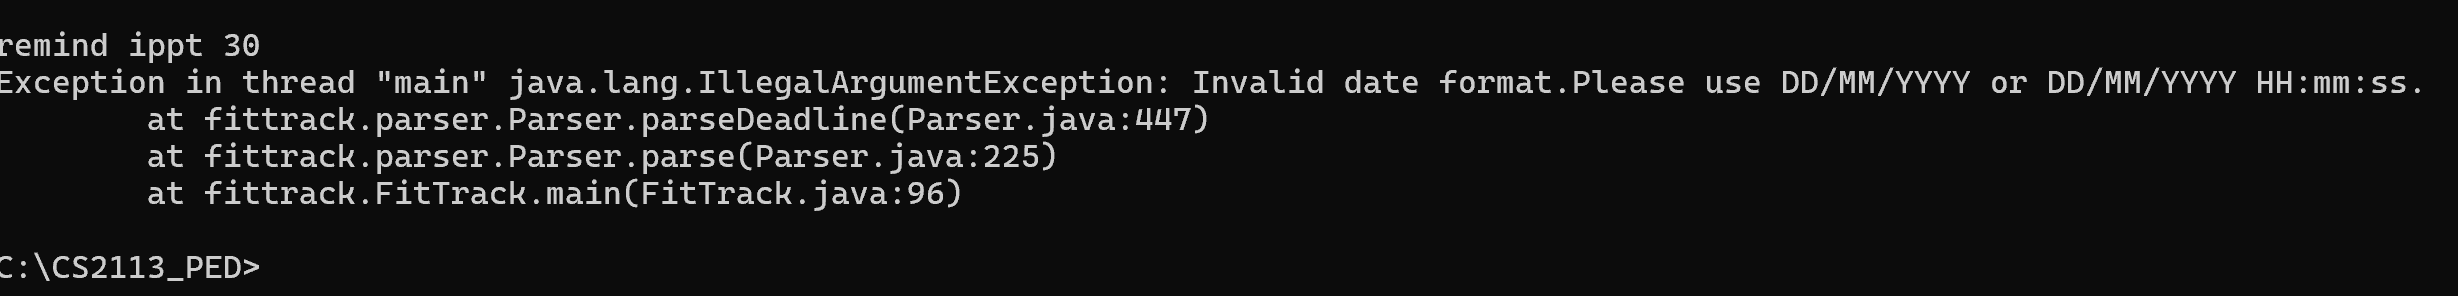 remind ippt 30
Exception in thread "main" java.lang.IllegalArgumentException: Invalid date format.Please use DD/MM/YYYY or DD/MM/YYYY HH:mm:ss.
at fittrack.parser.Parser.parseDeadline(Parser.java:447)
at fittrack.parser.Parser.parse(Parser.java:225)
at fittrack.FitTrack.main(FitTrack.java:96)
C:\CS2113_PED>